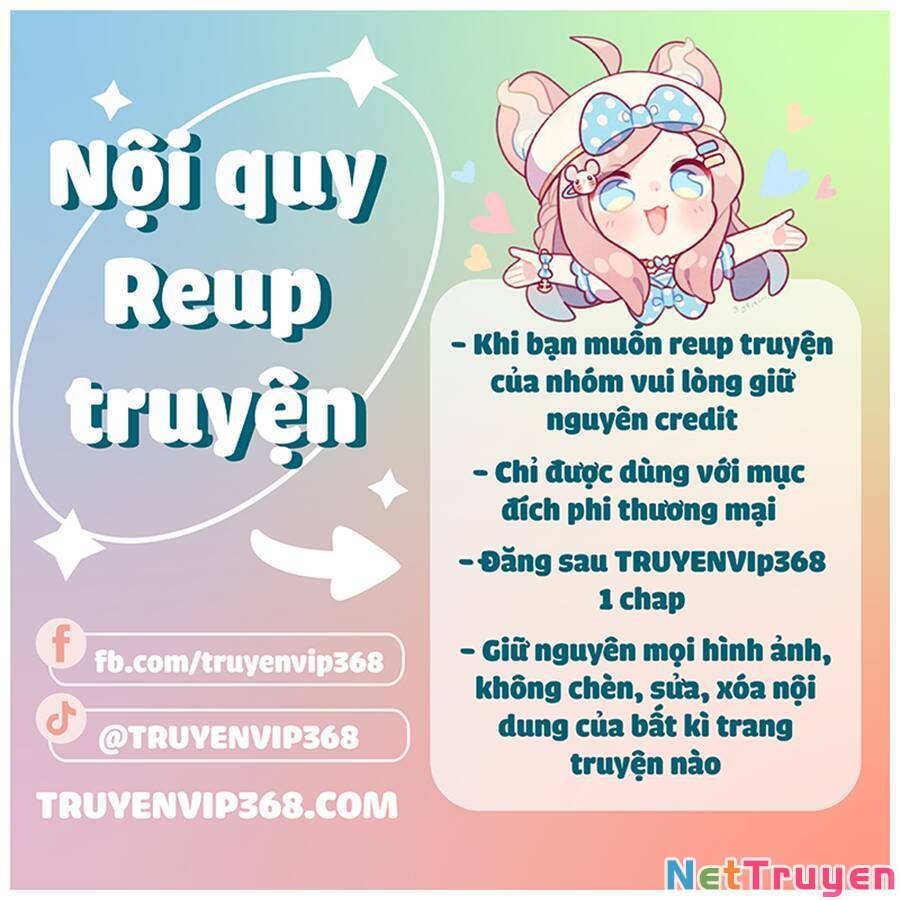 Nội quy
Reup
truyện
- Khi bạn muốn reup truyện
của nhóm vui lòng giữ
nguyên credit
- Chỉ được dùng với mục
đích phi thương mại
- Đăng sau TRUYENVIp368
1 chap
- Giữ nguyên mọi hình ảnh,
không chèn, sửa, xóa nội
dung của bất kì trang
truyện nào
fb.com/truyenvip368
@TRUYENVIP368
TRUYENVIP368.COM
NetTruyen